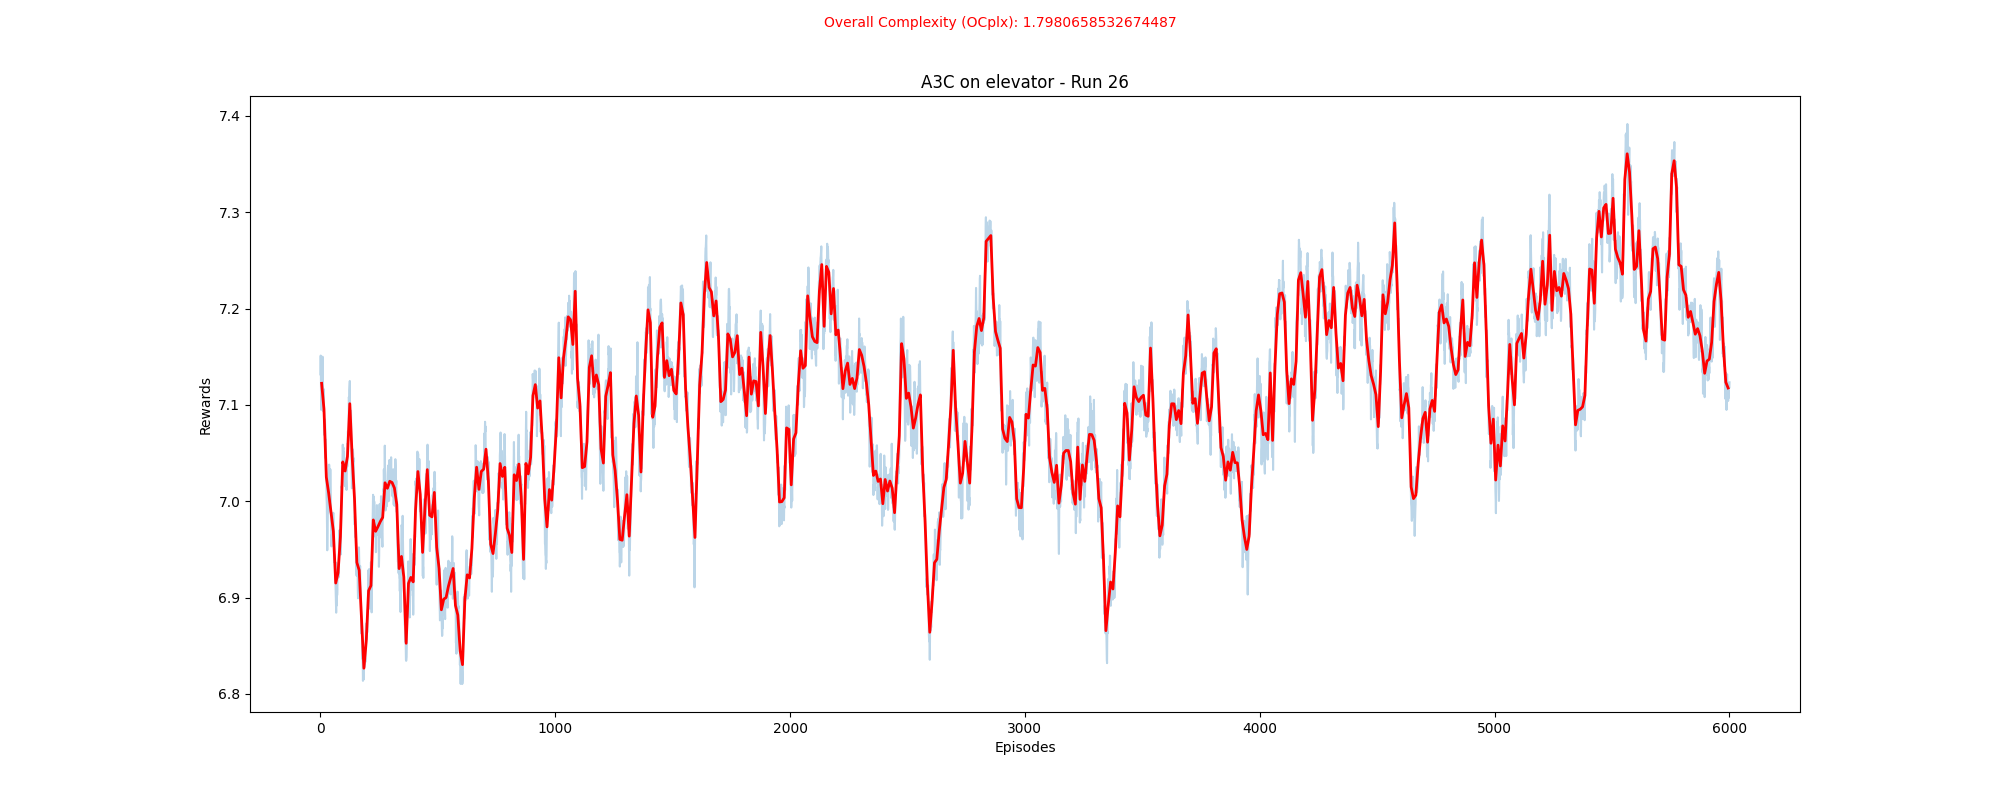 Overall Complexity (OCplx): 1.7980658532674487
A3C on elevator - Run 26
7.4
7.3
7.2
7.1
7.0
6.9
6.8
Rewards
0 1000 2000 3000 4000 5000 6000
Episodes